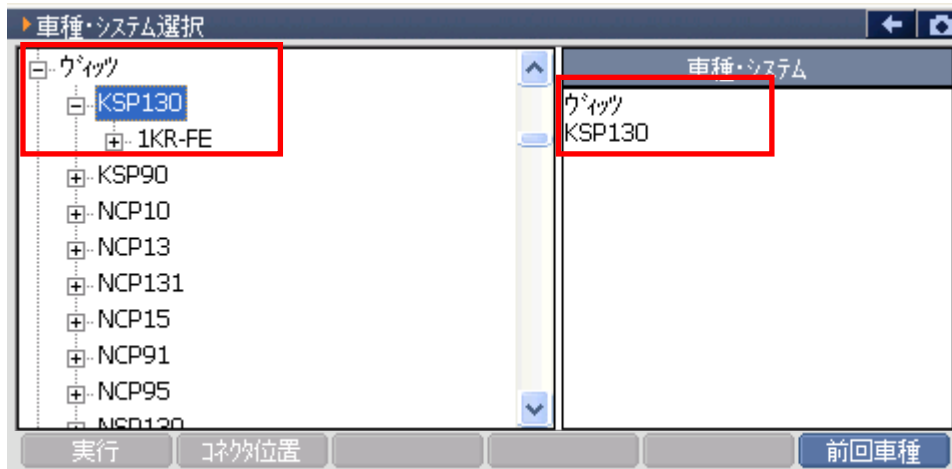 車種・システム選択
ヴィッツ
KSP130
1KR-FE
KSP90
NCP10
NCP13
NCP131
NCP15
NCP91
NCP95
NSP130
車種・システム
ヴィッツ
KSP130
実行
コネクタ位置
前回車種